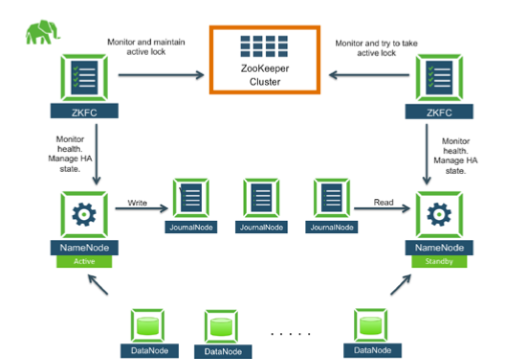 Monitor and maintain
active lock
ZooKeeper
Cluster
Monitor and try to take
active lock
ZKFC
ZKFC
Monitor
health.
Manage HA
state.
Monitor
health.
Manage HA
state.
Write
Read
JournalNode
JournalNode
JournalNode
NameNode
Active
NameNode
Standby
. . . . .
DataNode
DataNode
DataNode